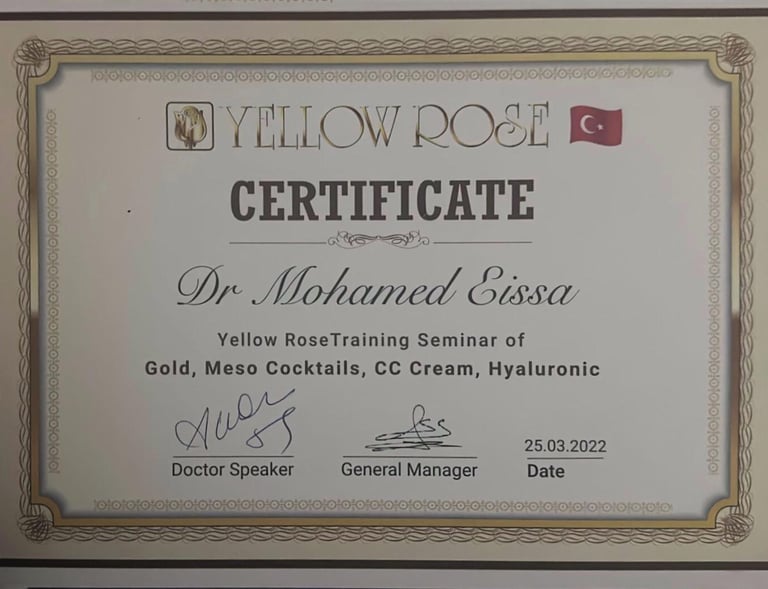 YELLOW ROSE
CERTIFICATE
Dr Mohamed Eissa
Yellow RoseTraining Seminar of
Gold, Meso Cocktails, CC Cream, Hyaluronic
25.03.2022
Doctor Speaker
General Manager
Date